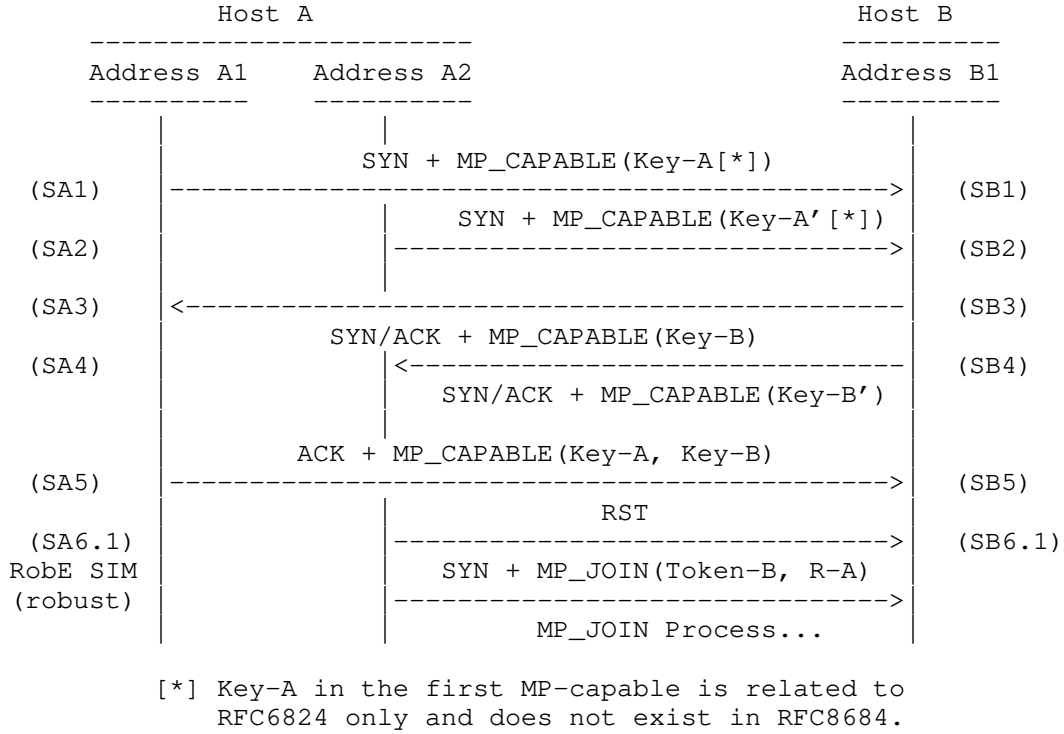 Host A Host B
------------------------ ----------
Address A1 Address A2 Address B1
---------- ---------- ----------
| | |
| SYN + MP_CAPABLE(Key-A[*]) |
(SA1) |--------------------------------------------->| (SB1)
| | SYN + MP_CAPABLE(Key-A'[*]) |
(SA2) | |------------------------------->| (SB2)
| | |
(SA3) |<---------------------------------------------| (SB3)
| SYN/ACK + MP_CAPABLE(Key-B) |
(SA4) | |<-------------------------------| (SB4)
| | SYN/ACK + MP_CAPABLE(Key-B')|
| | |
| ACK + MP_CAPABLE(Key-A, Key-B) |
(SA5) |--------------------------------------------->| (SB5)
| | RST |
(SA6.1) | |------------------------------->| (SB6.1)
RobE SIM | | SYN + MP_JOIN(Token-B, R-A) |
(robust) | |------------------------------->|
| | MP_JOIN Process... |
[*] Key-A in the first MP-capable is related to
RFC6824 only and does not exist in RFC8684.